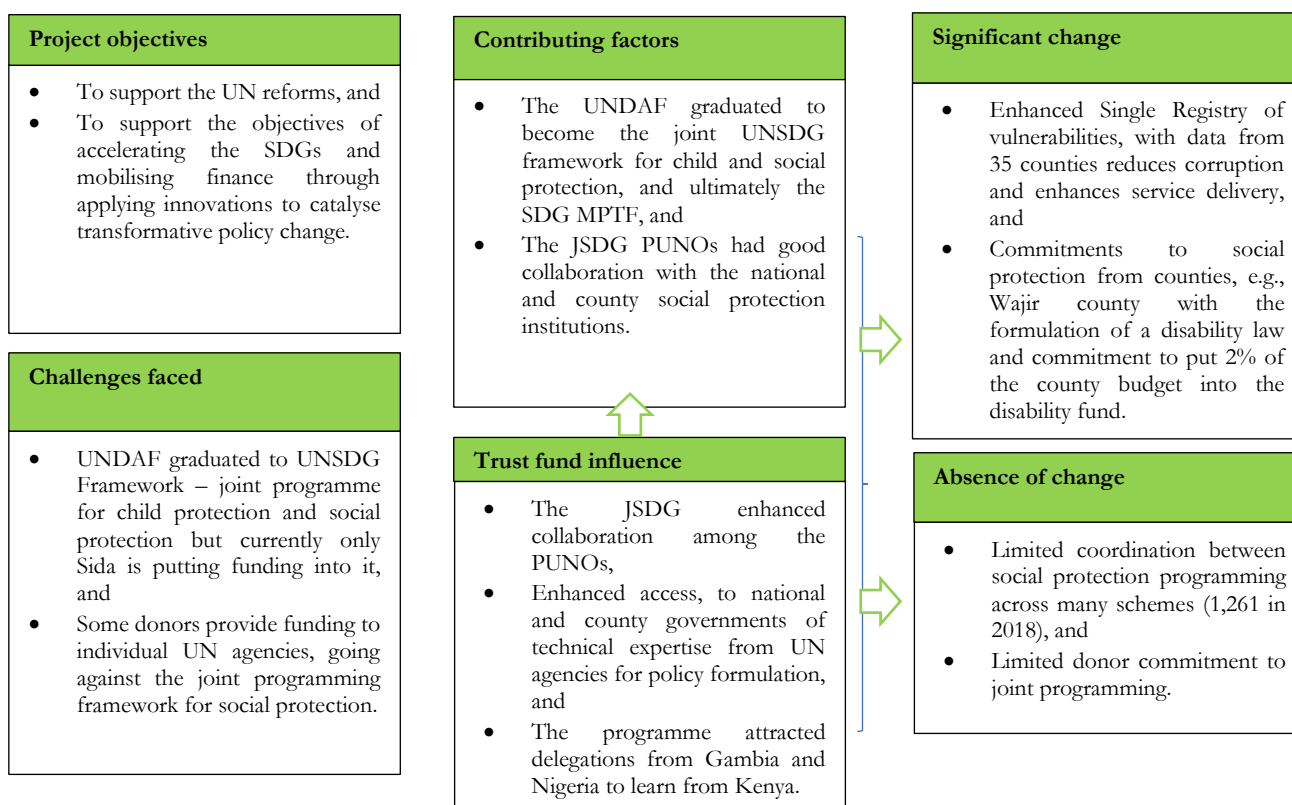 Project objectives
• To support the UN reforms, and
• To support the objectives of
accelerating the SDGs and
mobilising finance through
applying innovations to catalyse
transformative policy change.
Challenges faced
• UNDAF graduated to UNSDG
Framework – joint programme
for child protection and social
protection but currently only
Sida is putting funding into it,
and
• Some donors provide funding to
individual UN agencies, going
against the joint programming
framework for social protection.
Contributing factors
• The UNDAF graduated to
become the joint UNSDG
framework for child and social
protection, and ultimately the
SDG MPTF, and
• The JSDG PUNOs had good
collaboration with the national
and county social protection
institutions.
Trust fund influence
• The JSDG enhanced
collaboration among the
PUNOs,
• Enhanced access, to national
and county governments of
technical expertise from UN
agencies for policy formulation,
and
• The programme attracted
delegations from Gambia and
Nigeria to learn from Kenya.
Significant change
• Enhanced Single Registry of
vulnerabilities, with data from
35 counties reduces corruption
and enhances service delivery,
and
• Commitments to social
protection from counties, e.g.,
Wajir county with the
formulation of a disability law
and commitment to put 2% of
the county budget into the
disability fund.
Absence of change
• Limited coordination between
social protection programming
across many schemes (1,261 in
2018), and
• Limited donor commitment to
joint programming.